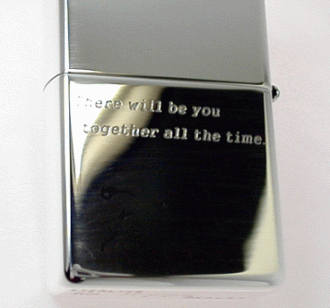 There will be you
together all the time.